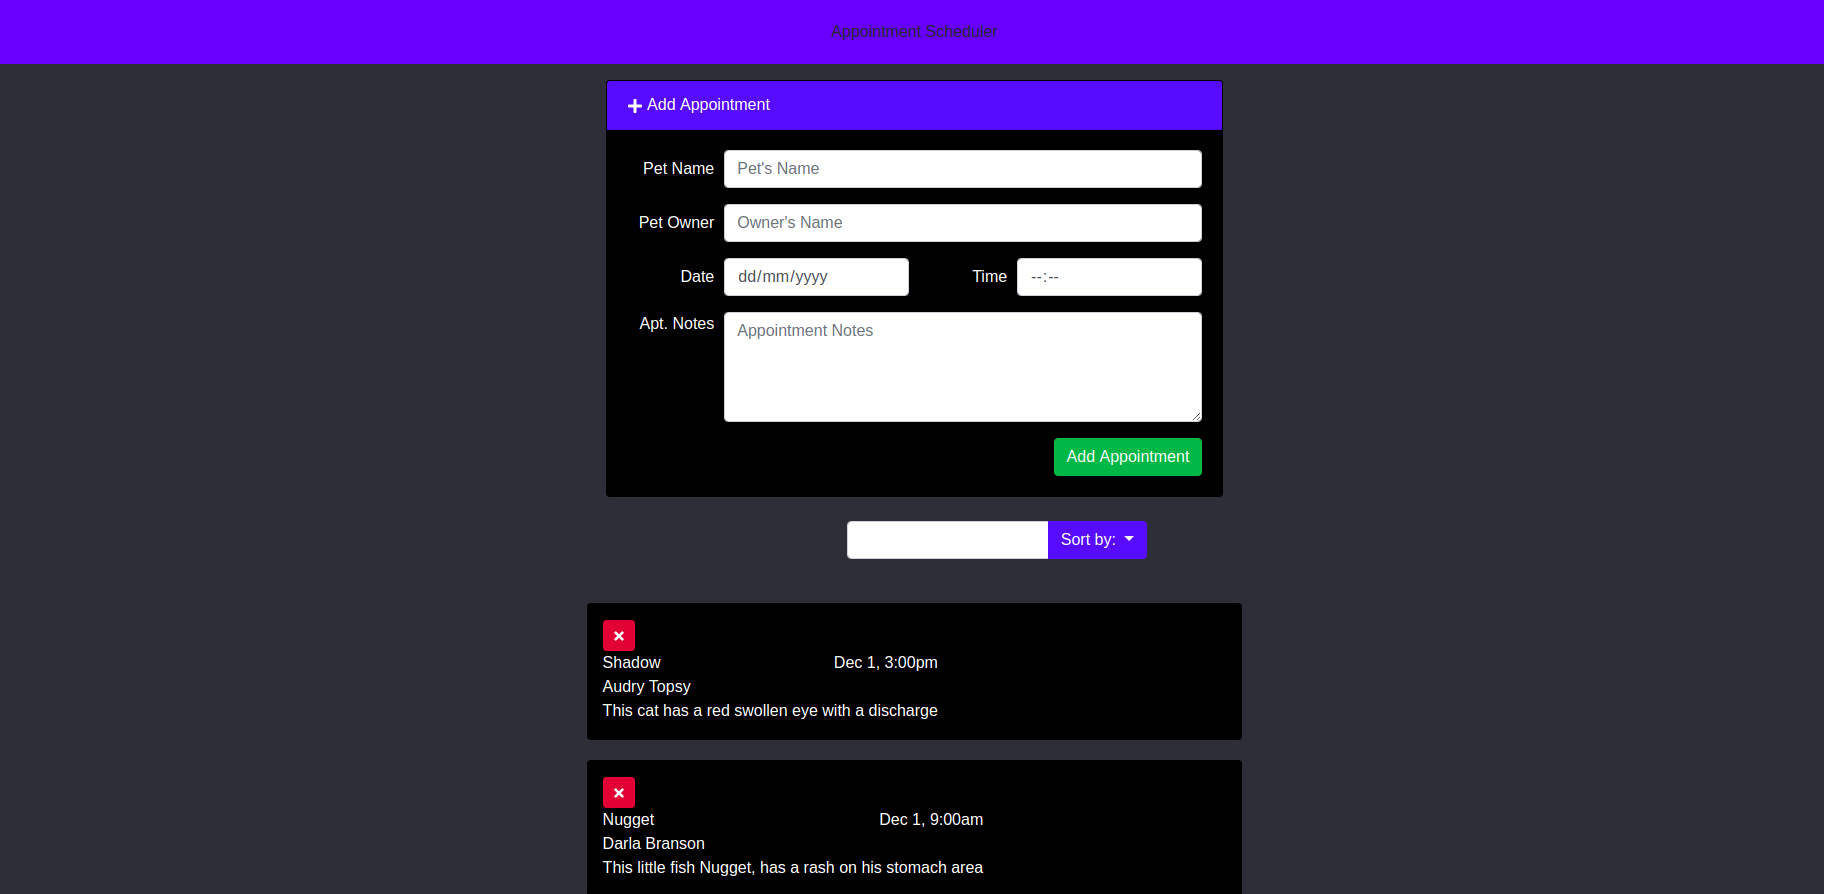 Appointment Scheduler
Add Appointment
Pet Name Pet's Name
Pet Owner Owner's Name
Date dd/mm/yyyy Time --:--
Apt. Notes Appointment Notes
Add Appointment
Sort by:
Shadow Dec 1, 3:00pm
Audry Topsy
This cat has a red swollen eye with a discharge
Nugget Dec 1, 9:00am
Darla Branson
This little fish Nugget, has a rash on his stomach area